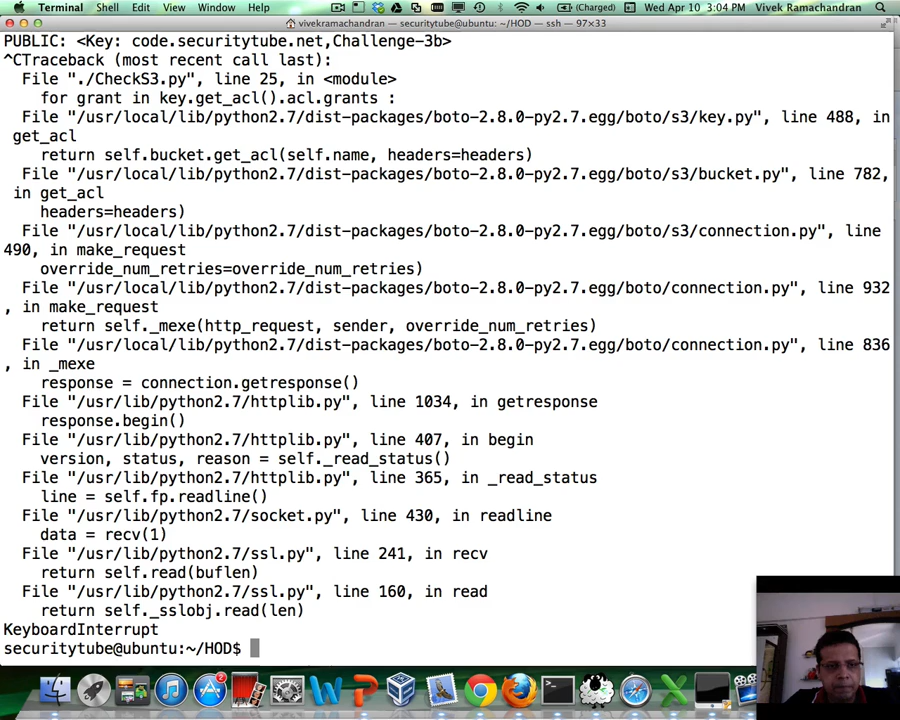 Terminal Shell Edit View Window Help (Charged) Wed Apr 10 3:04 PM Vivek Ramachandran
vivekramachandran — securitytube@ubuntu: ~/HOD — ssh — 97×33
PUBLIC: <Key: code.securitytube.net,Challenge-3b>
^CTraceback (most recent call last):
  File "./CheckS3.py", line 25, in <module>
    for grant in key.get_acl().acl.grants :
  File "/usr/local/lib/python2.7/dist-packages/boto-2.8.0-py2.7.egg/boto/s3/key.py", line 488, in
get_acl
    return self.bucket.get_acl(self.name, headers=headers)
  File "/usr/local/lib/python2.7/dist-packages/boto-2.8.0-py2.7.egg/boto/s3/bucket.py", line 782,
in get_acl
    headers=headers)
  File "/usr/local/lib/python2.7/dist-packages/boto-2.8.0-py2.7.egg/boto/s3/connection.py", line
490, in make_request
    override_num_retries=override_num_retries)
  File "/usr/local/lib/python2.7/dist-packages/boto-2.8.0-py2.7.egg/boto/connection.py", line 932
, in make_request
    return self._mexe(http_request, sender, override_num_retries)
  File "/usr/local/lib/python2.7/dist-packages/boto-2.8.0-py2.7.egg/boto/connection.py", line 836
, in _mexe
    response = connection.getresponse()
  File "/usr/lib/python2.7/httplib.py", line 1034, in getresponse
    response.begin()
  File "/usr/lib/python2.7/httplib.py", line 407, in begin
    version, status, reason = self._read_status()
  File "/usr/lib/python2.7/httplib.py", line 365, in _read_status
    line = self.fp.readline()
  File "/usr/lib/python2.7/socket.py", line 430, in readline
    data = recv(1)
  File "/usr/lib/python2.7/ssl.py", line 241, in recv
    return self.read(buflen)
  File "/usr/lib/python2.7/ssl.py", line 160, in read
    return self._sslobj.read(len)
KeyboardInterrupt
securitytube@ubuntu:~/HOD$
2